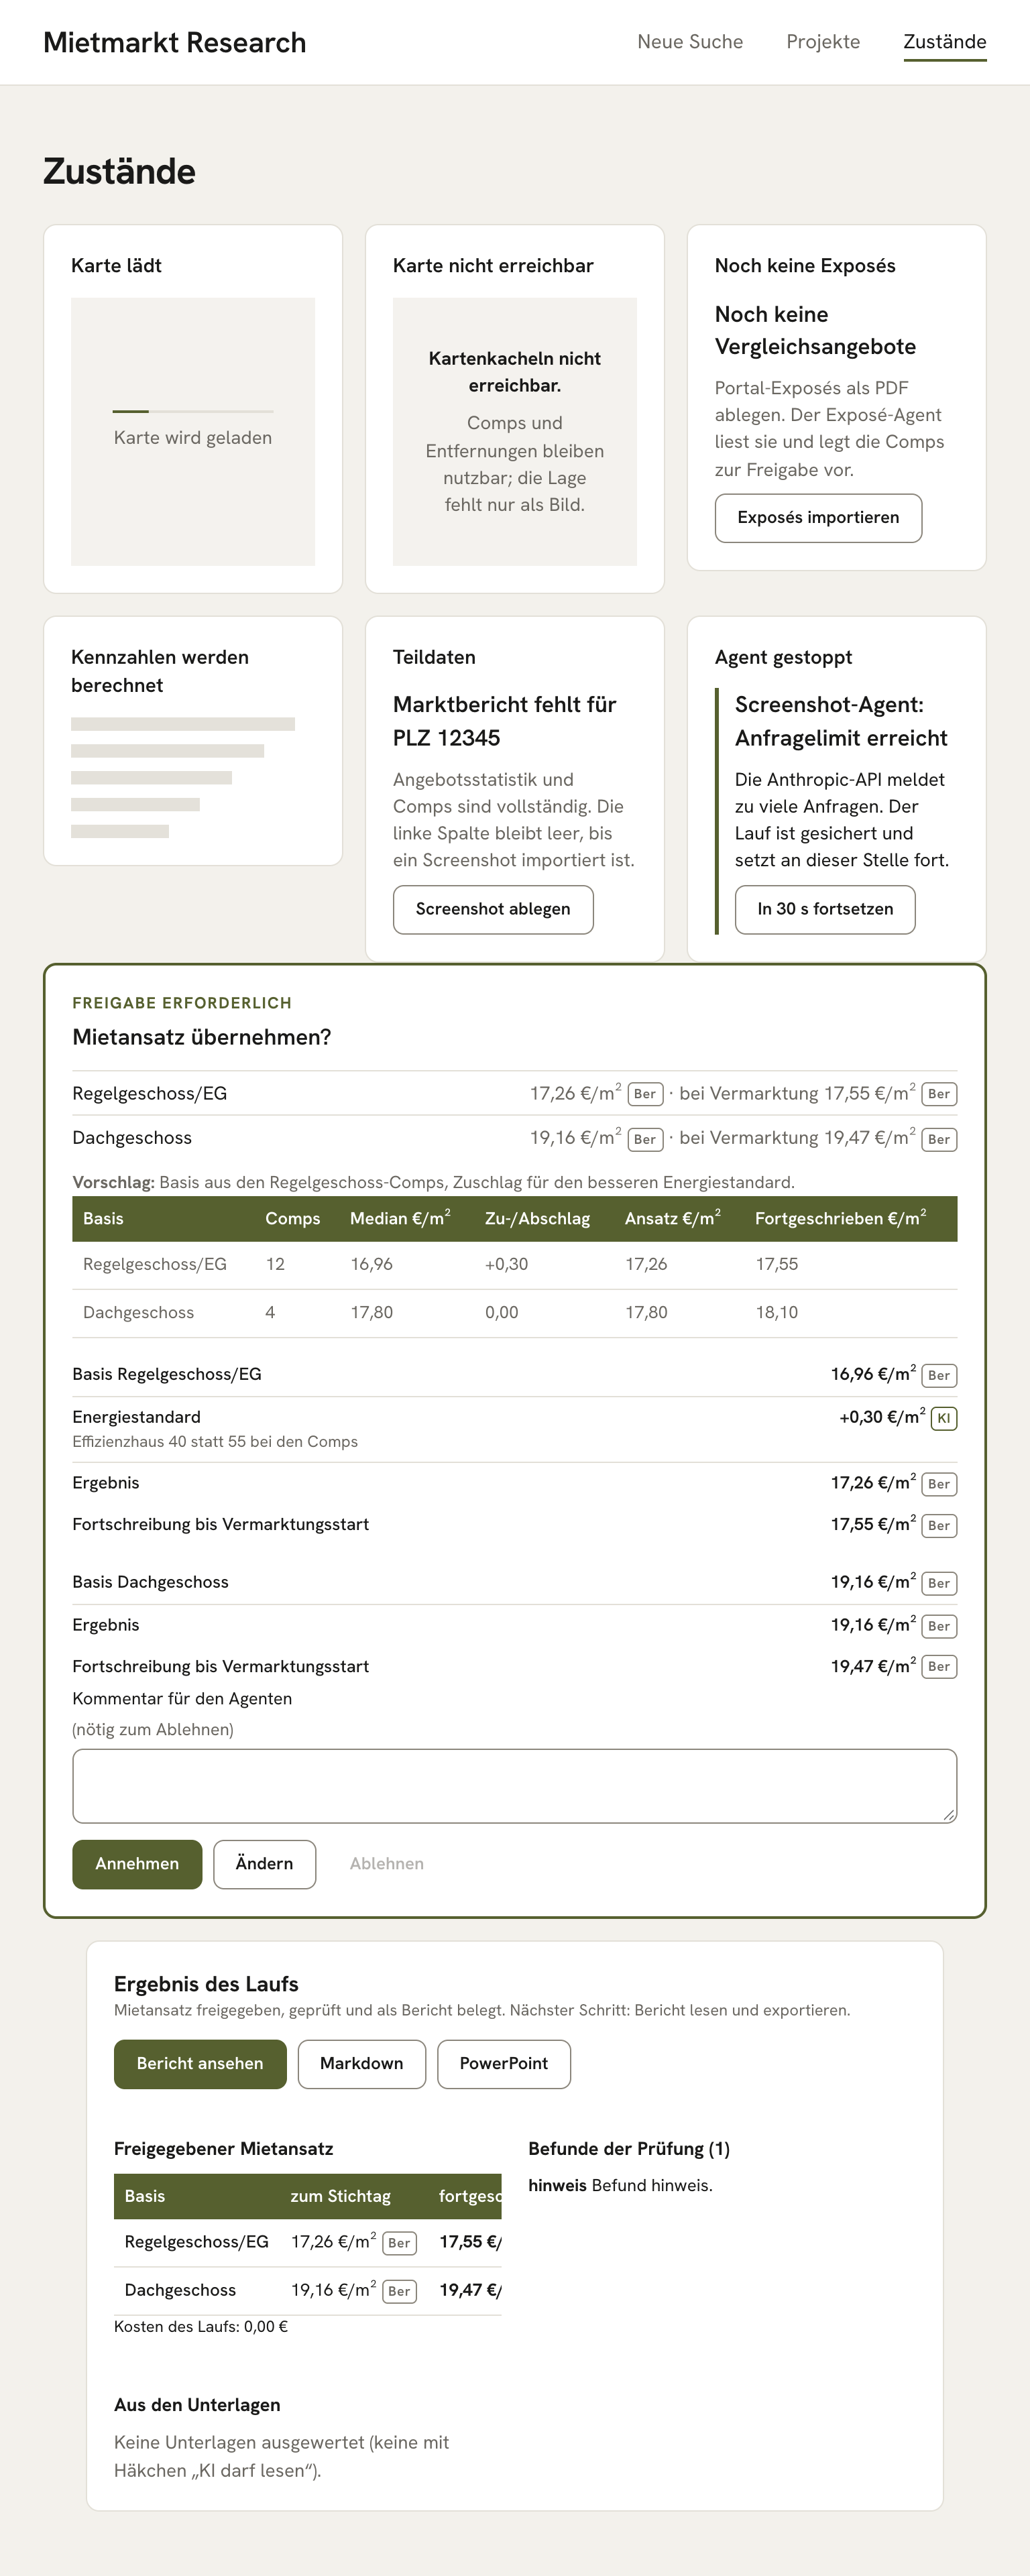 Mietmarkt Research
Neue Suche Projekte Zustände
Zustände
Karte lädt
Karte wird geladen
Karte nicht erreichbar
Kartenkacheln nicht
erreichbar.
Comps und
Entfernungen bleiben
nutzbar; die Lage
fehlt nur als Bild.
Noch keine Exposés
Noch keine
Vergleichsangebote
Portal-Exposés als PDF
ablegen. Der Exposé-Agent
liest sie und legt die Comps
zur Freigabe vor.
Exposés importieren
Kennzahlen werden
berechnet
Teildaten
Marktbericht fehlt für
PLZ 12345
Angebotsstatistik und
Comps sind vollständig. Die
linke Spalte bleibt leer, bis
ein Screenshot importiert ist.
Screenshot ablegen
Agent gestoppt
Screenshot-Agent:
Anfragelimit erreicht
Die Anthropic-API meldet
zu viele Anfragen. Der
Lauf ist gesichert und
setzt an dieser Stelle fort.
In 30 s fortsetzen
FREIGABE ERFORDERLICH
Mietansatz übernehmen?
Regelgeschoss/EG 17,26 €/m² Ber · bei Vermarktung 17,55 €/m² Ber
Dachgeschoss 19,16 €/m² Ber · bei Vermarktung 19,47 €/m² Ber
Vorschlag: Basis aus den Regelgeschoss-Comps, Zuschlag für den besseren Energiestandard.
Basis Comps Median €/m² Zu-/Abschlag Ansatz €/m² Fortgeschrieben €/m²
Regelgeschoss/EG 12 16,96 +0,30 17,26 17,55
Dachgeschoss 4 17,80 0,00 17,80 18,10
Basis Regelgeschoss/EG 16,96 €/m² Ber
Energiestandard +0,30 €/m² KI
Effizienzhaus 40 statt 55 bei den Comps
Ergebnis 17,26 €/m² Ber
Fortschreibung bis Vermarktungsstart 17,55 €/m² Ber
Basis Dachgeschoss 19,16 €/m² Ber
Ergebnis 19,16 €/m² Ber
Fortschreibung bis Vermarktungsstart 19,47 €/m² Ber
Kommentar für den Agenten
(nötig zum Ablehnen)
Annehmen Ändern Ablehnen
Ergebnis des Laufs
Mietansatz freigegeben, geprüft und als Bericht belegt. Nächster Schritt: Bericht lesen und exportieren.
Bericht ansehen Markdown PowerPoint
Freigegebener Mietansatz
Basis zum Stichtag fortgesc
Regelgeschoss/EG 17,26 €/m² Ber 17,55 €/
Dachgeschoss 19,16 €/m² Ber 19,47 €/
Kosten des Laufs: 0,00 €
Befunde der Prüfung (1)
hinweis Befund hinweis.
Aus den Unterlagen
Keine Unterlagen ausgewertet (keine mit
Häkchen „KI darf lesen“).